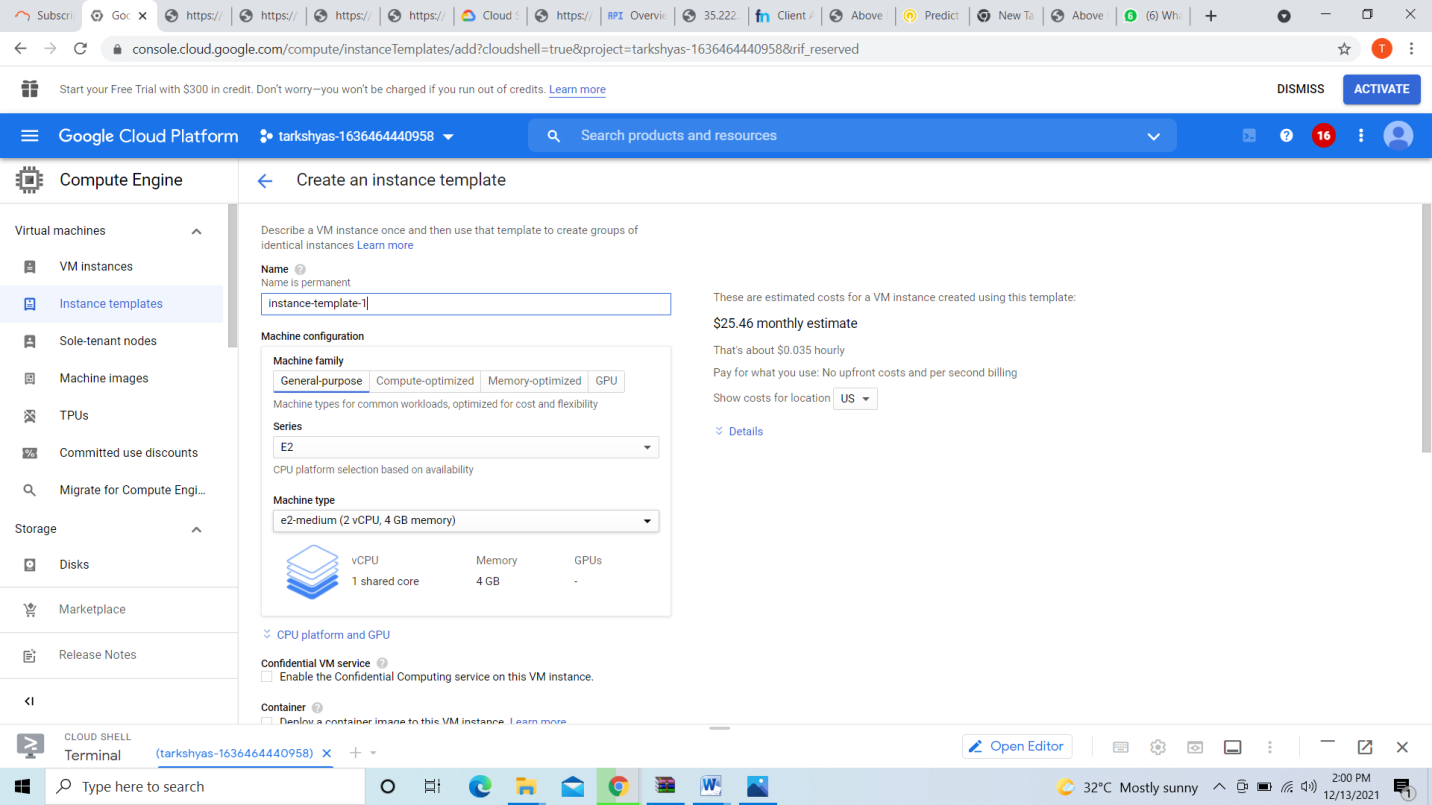 Subscri
Goo
https:/
https:/
https:/
https:/
Cloud S
https:/
API Overvie
35.222.
fn Client A
Above
Predict
New Ta
Above
6 (6) Wha
console.cloud.google.com/compute/instanceTemplates/add?cloudshell=true&project=tarkshyas-1636464440958&rif_reserved
T
Start your Free Trial with $300 in credit. Don't worry—you won't be charged if you run out of credits. Learn more
DISMISS
ACTIVATE
Google Cloud Platform
tarkshyas-1636464440958
Search products and resources
16
Compute Engine
Create an instance template
Virtual machines
VM instances
Instance templates
Sole-tenant nodes
Machine images
TPUs
Committed use discounts
Migrate for Compute Engi...
Storage
Disks
Marketplace
Release Notes
Describe a VM instance once and then use that template to create groups of
identical instances Learn more
Name
Name is permanent
instance-template-1
Machine configuration
Machine family
General-purpose
Compute-optimized
Memory-optimized
GPU
Machine types for common workloads, optimized for cost and flexibility
Series
E2
CPU platform selection based on availability
Machine type
e2-medium (2 vCPU, 4 GB memory)
vCPU
Memory
GPUs
1 shared core
4 GB
-
CPU platform and GPU
Confidential VM service
Enable the Confidential Computing service on this VM instance.
Container
Deploy a container image to this VM instance. Learn more
These are estimated costs for a VM instance created using this template:
$25.46 monthly estimate
That's about $0.035 hourly
Pay for what you use: No upfront costs and per second billing
Show costs for location US
Details
CLOUD SHELL
Terminal
(tarkshyas-1636464440958)
Open Editor
Type here to search
32°C Mostly sunny
2:00 PM
12/13/2021
1